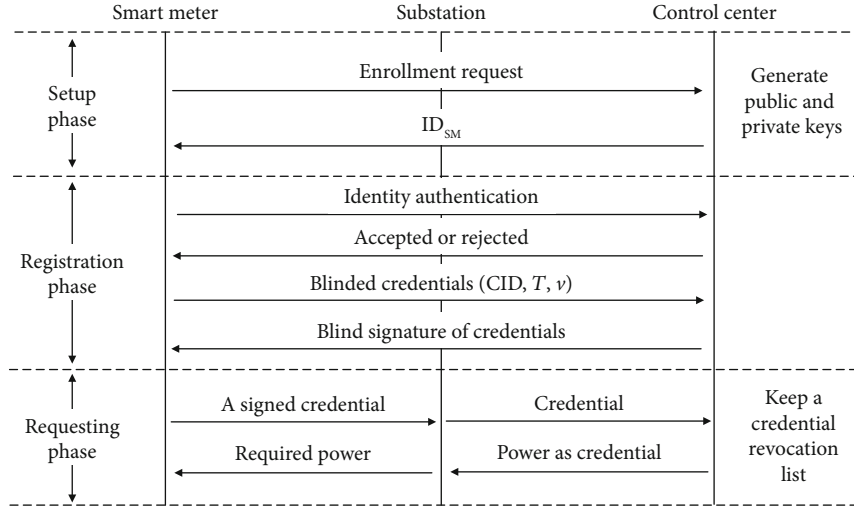 Smart meter
Substation
Control center
Setup
phase
Enrollment request
ID_SM
Generate
public and
private keys
Registration
phase
Identity authentication
Accepted or rejected
Blinded credentials (CID, T, v)
Blind signature of credentials
Requesting
phase
A signed credential
Credential
Required power
Power as credential
Keep a
credential
revocation
list